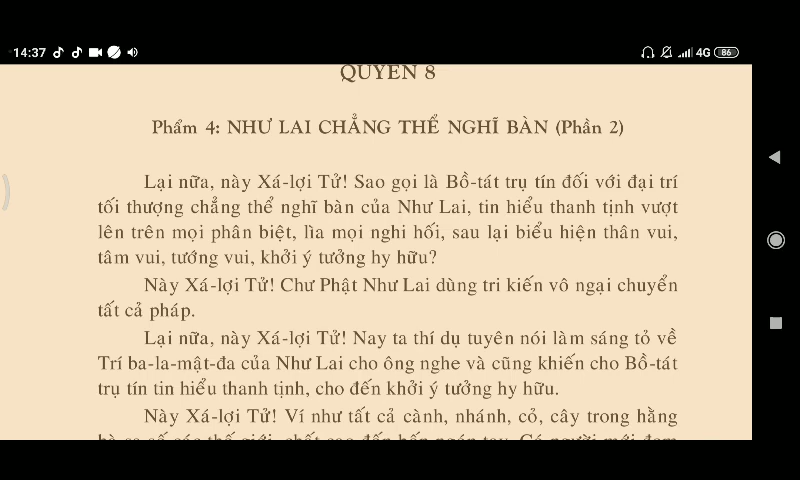 14:37
4G 86
QUYỂN 8
Phẩm 4: NHƯ LAI CHẲNG THỂ NGHĨ BÀN (Phần 2)
Lại nữa, này Xá-lợi Tử! Sao gọi là Bồ-tát trụ tín đối với đại trí
tối thượng chẳng thể nghĩ bàn của Như Lai, tin hiểu thanh tịnh vượt
lên trên mọi phân biệt, lìa mọi nghi hối, sau lại biểu hiện thân vui,
tâm vui, tướng vui, khởi ý tưởng hy hữu?
Này Xá-lợi Tử! Chư Phật Như Lai dùng tri kiến vô ngại chuyển
tất cả pháp.
Lại nữa, này Xá-lợi Tử! Nay ta thí dụ tuyên nói làm sáng tỏ về
Trí ba-la-mật-đa của Như Lai cho ông nghe và cũng khiến cho Bồ-tát
trụ tín tin hiểu thanh tịnh, cho đến khởi ý tưởng hy hữu.
Này Xá-lợi Tử! Ví như tất cả cành, nhánh, cỏ, cây trong hằng